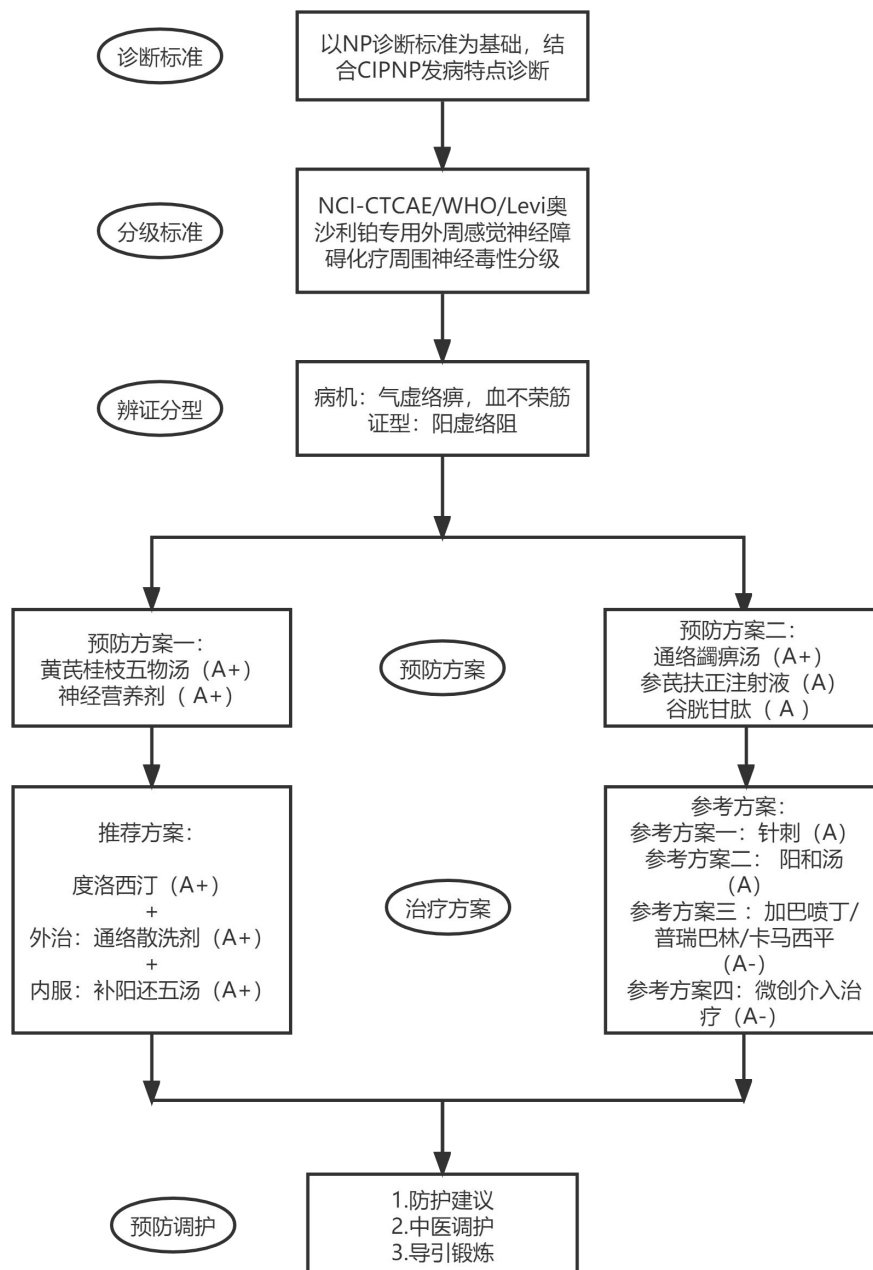 诊断标准
以NP诊断标准为基础，结
合CIPNP发病特点诊断
分级标准
NCI-CTCAE/WHO/Levi奥
沙利铂专用外周感觉神经障
碍化疗周围神经毒性分级
辨证分型
病机：气虚络痹，血不荣筋
证型：阳虚络阻
预防方案一：
黄芪桂枝五物汤（A+）
神经营养剂（ A+）
预防方案
预防方案二：
通络蠲痹汤（A+）
参芪扶正注射液（A）
谷胱甘肽（ A ）
推荐方案：
度洛西汀（A+）
+
外治：通络散洗剂（A+）
+
内服：补阳还五汤（A+）
治疗方案
参考方案：
参考方案一：针刺（A）
参考方案二： 阳和汤
（A）
参考方案三 ：加巴喷丁/
普瑞巴林/卡马西平
（A-）
参考方案四：微创介入治
疗（A-）
预防调护
1.防护建议
2.中医调护
3.导引锻炼